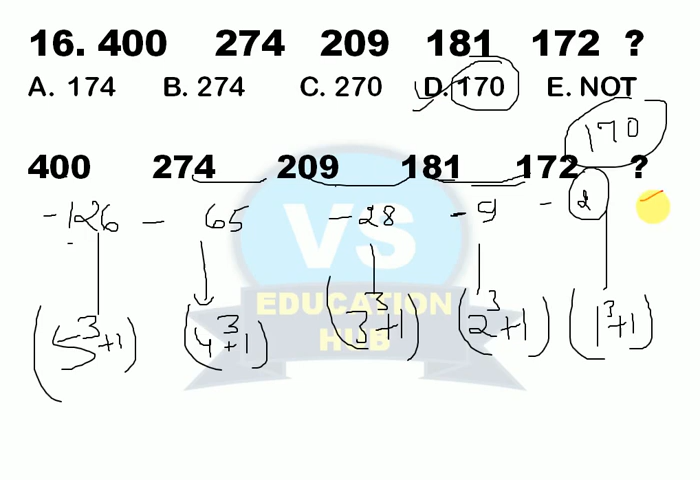 16. 400 274 209 181 172 ?
A. 174 B. 274 C. 270 D. 170 E. NOT
170
400 274 209 181 172 ?
-126 - 65 -28 -9 - 2
VS
EDUCATION
HUB
(5³+1) (4³+1) (3³+1) (2³+1) (1³+1)